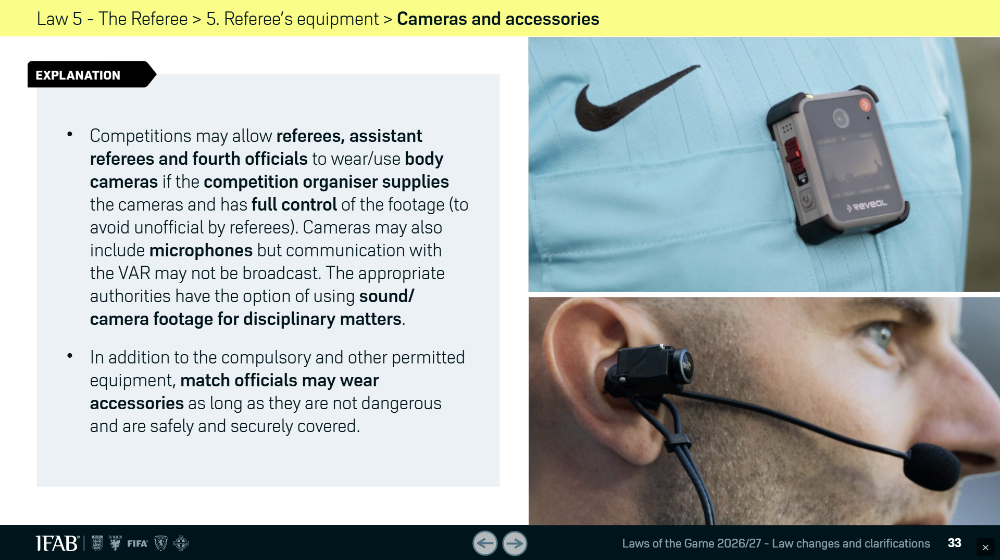 Law 5 - The Referee > 5. Referee's equipment > Cameras and accessories
EXPLANATION
• Competitions may allow referees, assistant
referees and fourth officials to wear/use body
cameras if the competition organiser supplies
the cameras and has full control of the footage (to
avoid unofficial by referees). Cameras may also
include microphones but communication with
the VAR may not be broadcast. The appropriate
authorities have the option of using sound/
camera footage for disciplinary matters.
• In addition to the compulsory and other permitted
equipment, match officials may wear
accessories as long as they are not dangerous
and are safely and securely covered.
REC
REVEAL
IFAB
FA WALES
FIFA
Laws of the Game 2026/27 - Law changes and clarifications
33